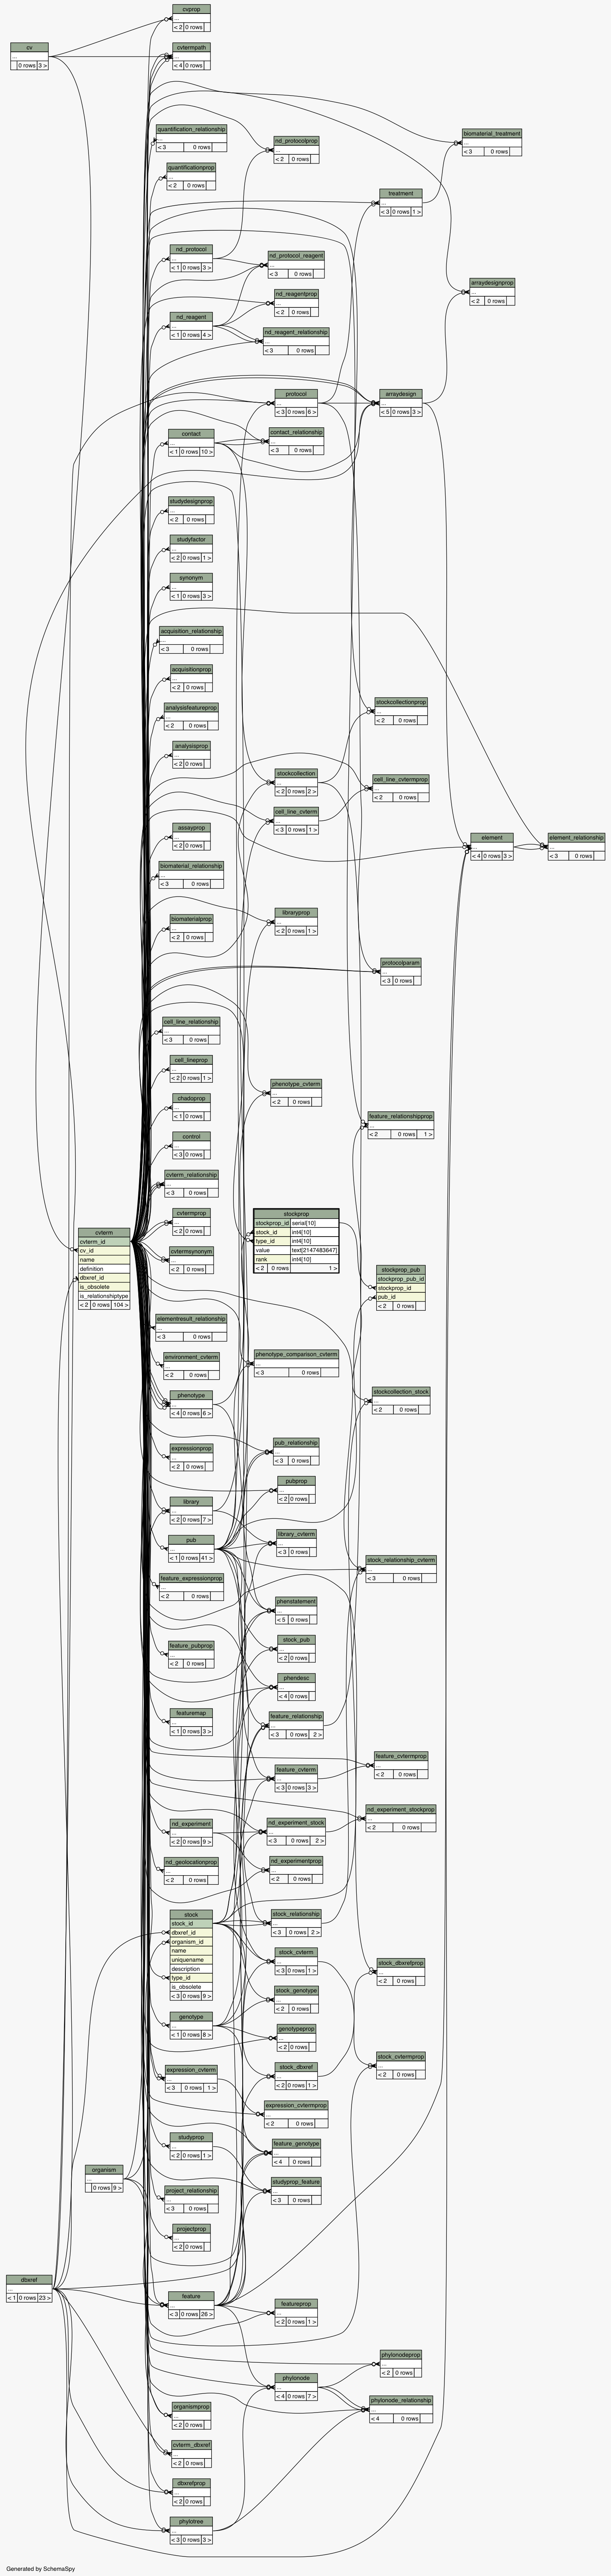 cvprop
...
< 2 0 rows
cv
...
0 rows 3 >
cvtermpath
...
< 4 0 rows
quantification_relationship
...
< 3 0 rows
biomaterial_treatment
...
< 3 0 rows
nd_protocolprop
...
< 2 0 rows
quantificationprop
...
< 2 0 rows
treatment
...
< 3 0 rows 1 >
nd_protocol
...
< 1 0 rows 3 >
nd_protocol_reagent
...
< 3 0 rows
arraydesignprop
...
< 2 0 rows
nd_reagentprop
...
< 2 0 rows
nd_reagent
...
< 1 0 rows 4 >
nd_reagent_relationship
...
< 3 0 rows
protocol
...
< 3 0 rows 6 >
arraydesign
...
< 5 0 rows 3 >
contact
...
< 1 0 rows 10 >
contact_relationship
...
< 3 0 rows
studydesignprop
...
< 2 0 rows
studyfactor
...
< 2 0 rows 1 >
synonym
...
< 1 0 rows 3 >
acquisition_relationship
...
< 3 0 rows
acquisitionprop
...
< 2 0 rows
analysisfeatureprop
...
< 2 0 rows
stockcollectionprop
...
< 2 0 rows
analysisprop
...
< 2 0 rows
stockcollection
...
< 2 0 rows 2 >
cell_line_cvtermprop
...
< 2 0 rows
cell_line_cvterm
...
< 3 0 rows 1 >
assayprop
...
< 2 0 rows
element
...
< 4 0 rows 3 >
element_relationship
...
< 3 0 rows
biomaterial_relationship
...
< 3 0 rows
biomaterialprop
...
< 2 0 rows
libraryprop
...
< 2 0 rows 1 >
protocolparam
...
< 3 0 rows
cell_line_relationship
...
< 3 0 rows
cell_lineprop
...
< 2 0 rows 1 >
phenotype_cvterm
...
< 2 0 rows
chadoprop
...
< 1 0 rows
feature_relationshipprop
...
< 2 0 rows 1 >
control
...
< 3 0 rows
cvterm_relationship
...
< 3 0 rows
cvtermprop
...
< 2 0 rows
stockprop
stockprop_id serial[10]
stock_id int4[10]
type_id int4[10]
value text[2147483647]
rank int4[10]
< 2 0 rows 1 >
cvterm
cvterm_id
cv_id
name
definition
dbxref_id
is_obsolete
is_relationshiptype
< 2 0 rows 104 >
cvtermsynonym
...
< 2 0 rows
stockprop_pub
stockprop_pub_id
stockprop_id
pub_id
< 2 0 rows
elementresult_relationship
...
< 3 0 rows
environment_cvterm
...
< 2 0 rows
phenotype_comparison_cvterm
...
< 3 0 rows
phenotype
...
< 4 0 rows 6 >
stockcollection_stock
...
< 2 0 rows
expressionprop
...
< 2 0 rows
pub_relationship
...
< 3 0 rows
pubprop
...
< 2 0 rows
library
...
< 2 0 rows 7 >
pub
...
< 1 0 rows 41 >
library_cvterm
...
< 3 0 rows
stock_relationship_cvterm
...
< 3 0 rows
feature_expressionprop
...
< 2 0 rows
phenstatement
...
< 5 0 rows
feature_pubprop
...
< 2 0 rows
stock_pub
...
< 2 0 rows
phendesc
...
< 4 0 rows
featuremap
...
< 1 0 rows 3 >
feature_relationship
...
< 3 0 rows 2 >
feature_cvterm
...
< 3 0 rows 3 >
feature_cvtermprop
...
< 2 0 rows
nd_experiment
...
< 2 0 rows 9 >
nd_experiment_stock
...
< 3 0 rows 2 >
nd_experiment_stockprop
...
< 2 0 rows
nd_geolocationprop
...
< 2 0 rows
nd_experimentprop
...
< 2 0 rows
stock
stock_id
dbxref_id
organism_id
name
uniquename
description
type_id
is_obsolete
< 3 0 rows 9 >
stock_relationship
...
< 3 0 rows 2 >
stock_cvterm
...
< 3 0 rows 1 >
stock_dbxrefprop
...
< 2 0 rows
stock_genotype
...
< 2 0 rows
genotype
...
< 1 0 rows 8 >
genotypeprop
...
< 2 0 rows
expression_cvterm
...
< 3 0 rows 1 >
stock_dbxref
...
< 2 0 rows 1 >
stock_cvtermprop
...
< 2 0 rows
expression_cvtermprop
...
< 2 0 rows
studyprop
...
< 2 0 rows 1 >
feature_genotype
...
< 4 0 rows
organism
...
0 rows 9 >
project_relationship
...
< 3 0 rows
studyprop_feature
...
< 3 0 rows
projectprop
...
< 2 0 rows
dbxref
...
< 1 0 rows 23 >
feature
...
< 3 0 rows 26 >
featureprop
...
< 2 0 rows 1 >
phylonodeprop
...
< 2 0 rows
phylonode
...
< 4 0 rows 7 >
phylonode_relationship
...
< 4 0 rows
organismprop
...
< 2 0 rows
cvterm_dbxref
...
< 2 0 rows
dbxrefprop
...
< 2 0 rows
phylotree
...
< 3 0 rows 3 >
Generated by SchemaSpy